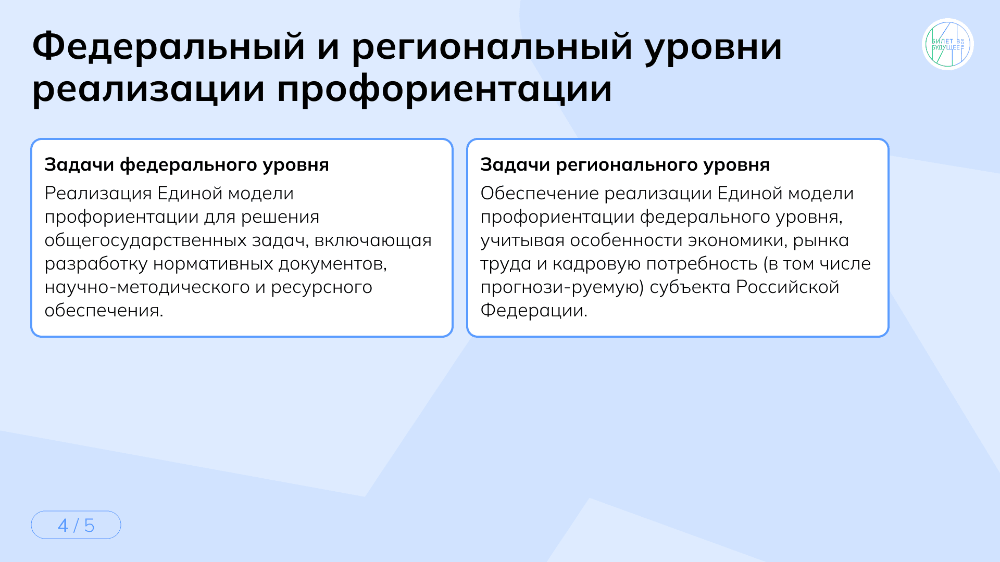 Федеральный и региональный уровни
реализации профориентации
БИЛЕТ В
БУДУЩЕЕ
Задачи федерального уровня
Реализация Единой модели
профориентации для решения
общегосударственных задач, включающая
разработку нормативных документов,
научно-методического и ресурсного
обеспечения.
Задачи регионального уровня
Обеспечение реализации Единой модели
профориентации федерального уровня,
учитывая особенности экономики, рынка
труда и кадровую потребность (в том числе
прогнози-руемую) субъекта Российской
Федерации.
4 / 5